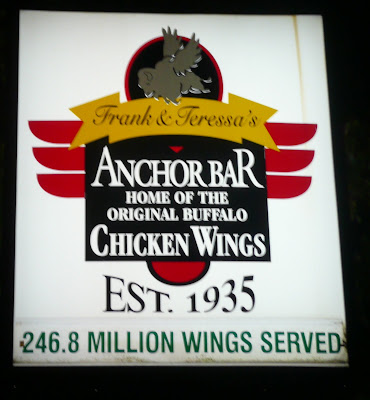 Frank & Teressa's
ANCHOR BAR
HOME OF THE
ORIGINAL BUFFALO
CHICKEN WINGS
EST. 1935
246.8 MILLION WINGS SERVED